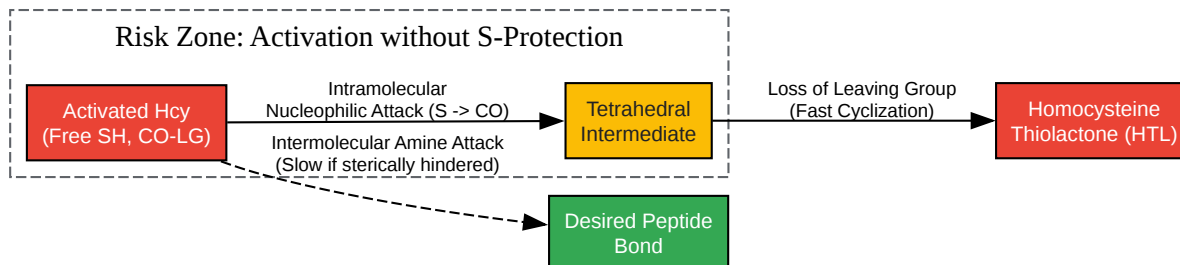 Risk Zone: Activation without S-Protection
Activated Hcy
(Free SH, CO-LG)
Intramolecular
Nucleophilic Attack (S -> CO)
Intermolecular Amine Attack
(Slow if sterically hindered)
Tetrahedral
Intermediate
Loss of Leaving Group
(Fast Cyclization)
Homocysteine
Thiolactone (HTL)
Desired Peptide
Bond